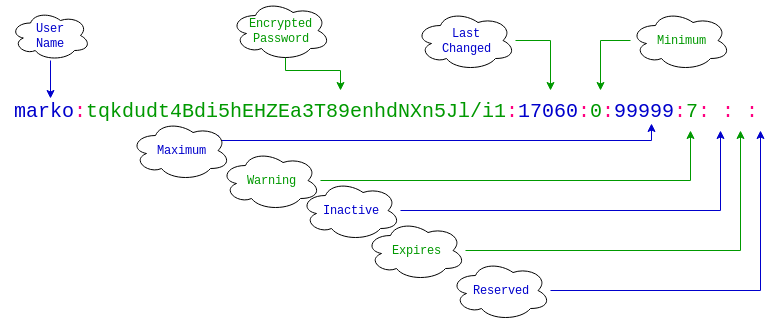 User
Name
Encrypted
Password
Last
Changed
Minimum
marko:tqkdudt4Bdi5hEHZEa3T89enhdNXn5Jl/i1:17060:0:99999:7: : :
Maximum
Warning
Inactive
Expires
Reserved